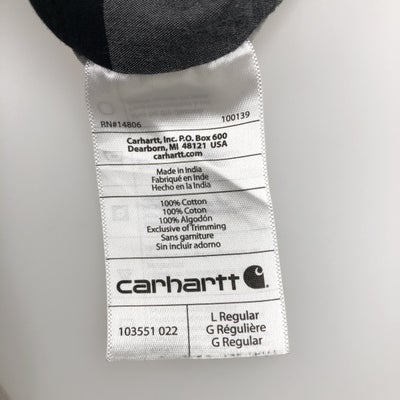 RN#14806 100139
Carhartt, Inc. P.O. Box 600
Dearborn, MI 48121 USA
carhartt.com
Made in India
Fabriqué en Inde
Hecho en la India
100% Cotton
100% Coton
100% Algodón
Exclusive of Trimming
Sans garniture
Sin incluir adorno
carhartt
103551 022
L Regular
G Régulière
G Regular